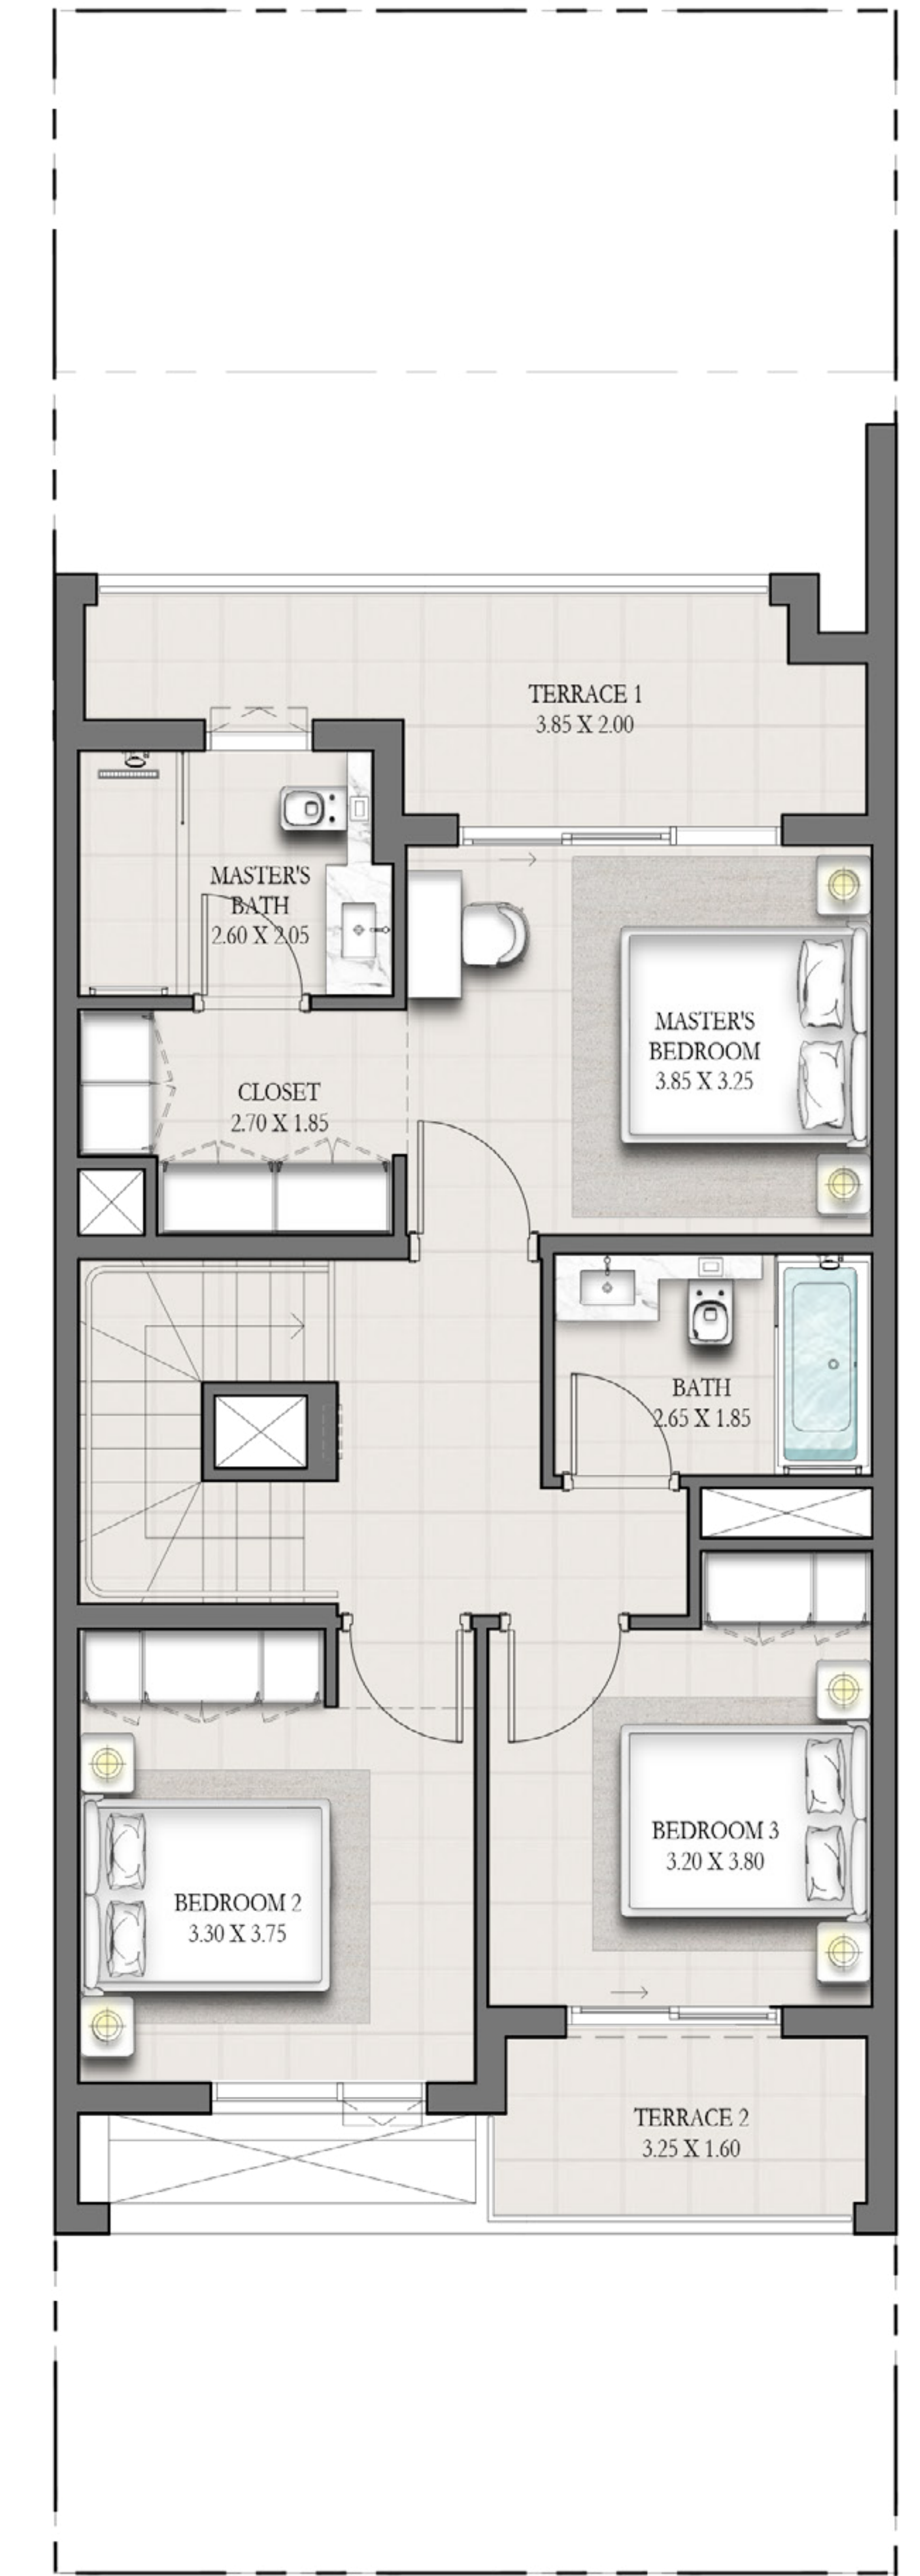 TERRACE 1
3.85 X 2.00
MASTER'S
BATH
2.60 X 2.05
MASTER'S
BEDROOM
3.85 X 3.25
CLOSET
2.70 X 1.85
BATH
2.65 X 1.85
BEDROOM 3
3.20 X 3.80
BEDROOM 2
3.30 X 3.75
TERRACE 2
3.25 X 1.60